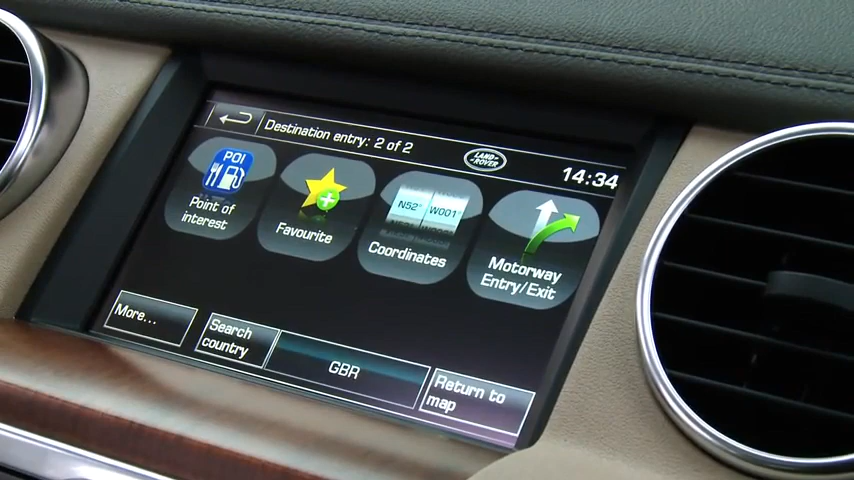 Destination entry: 2 of 2
LAND-
ROVER
14:34
POI
Point of
interest
Favourite
N52° W001°
Coordinates
Motorway
Entry/Exit
More...
Search
country
GBR
Return to
map